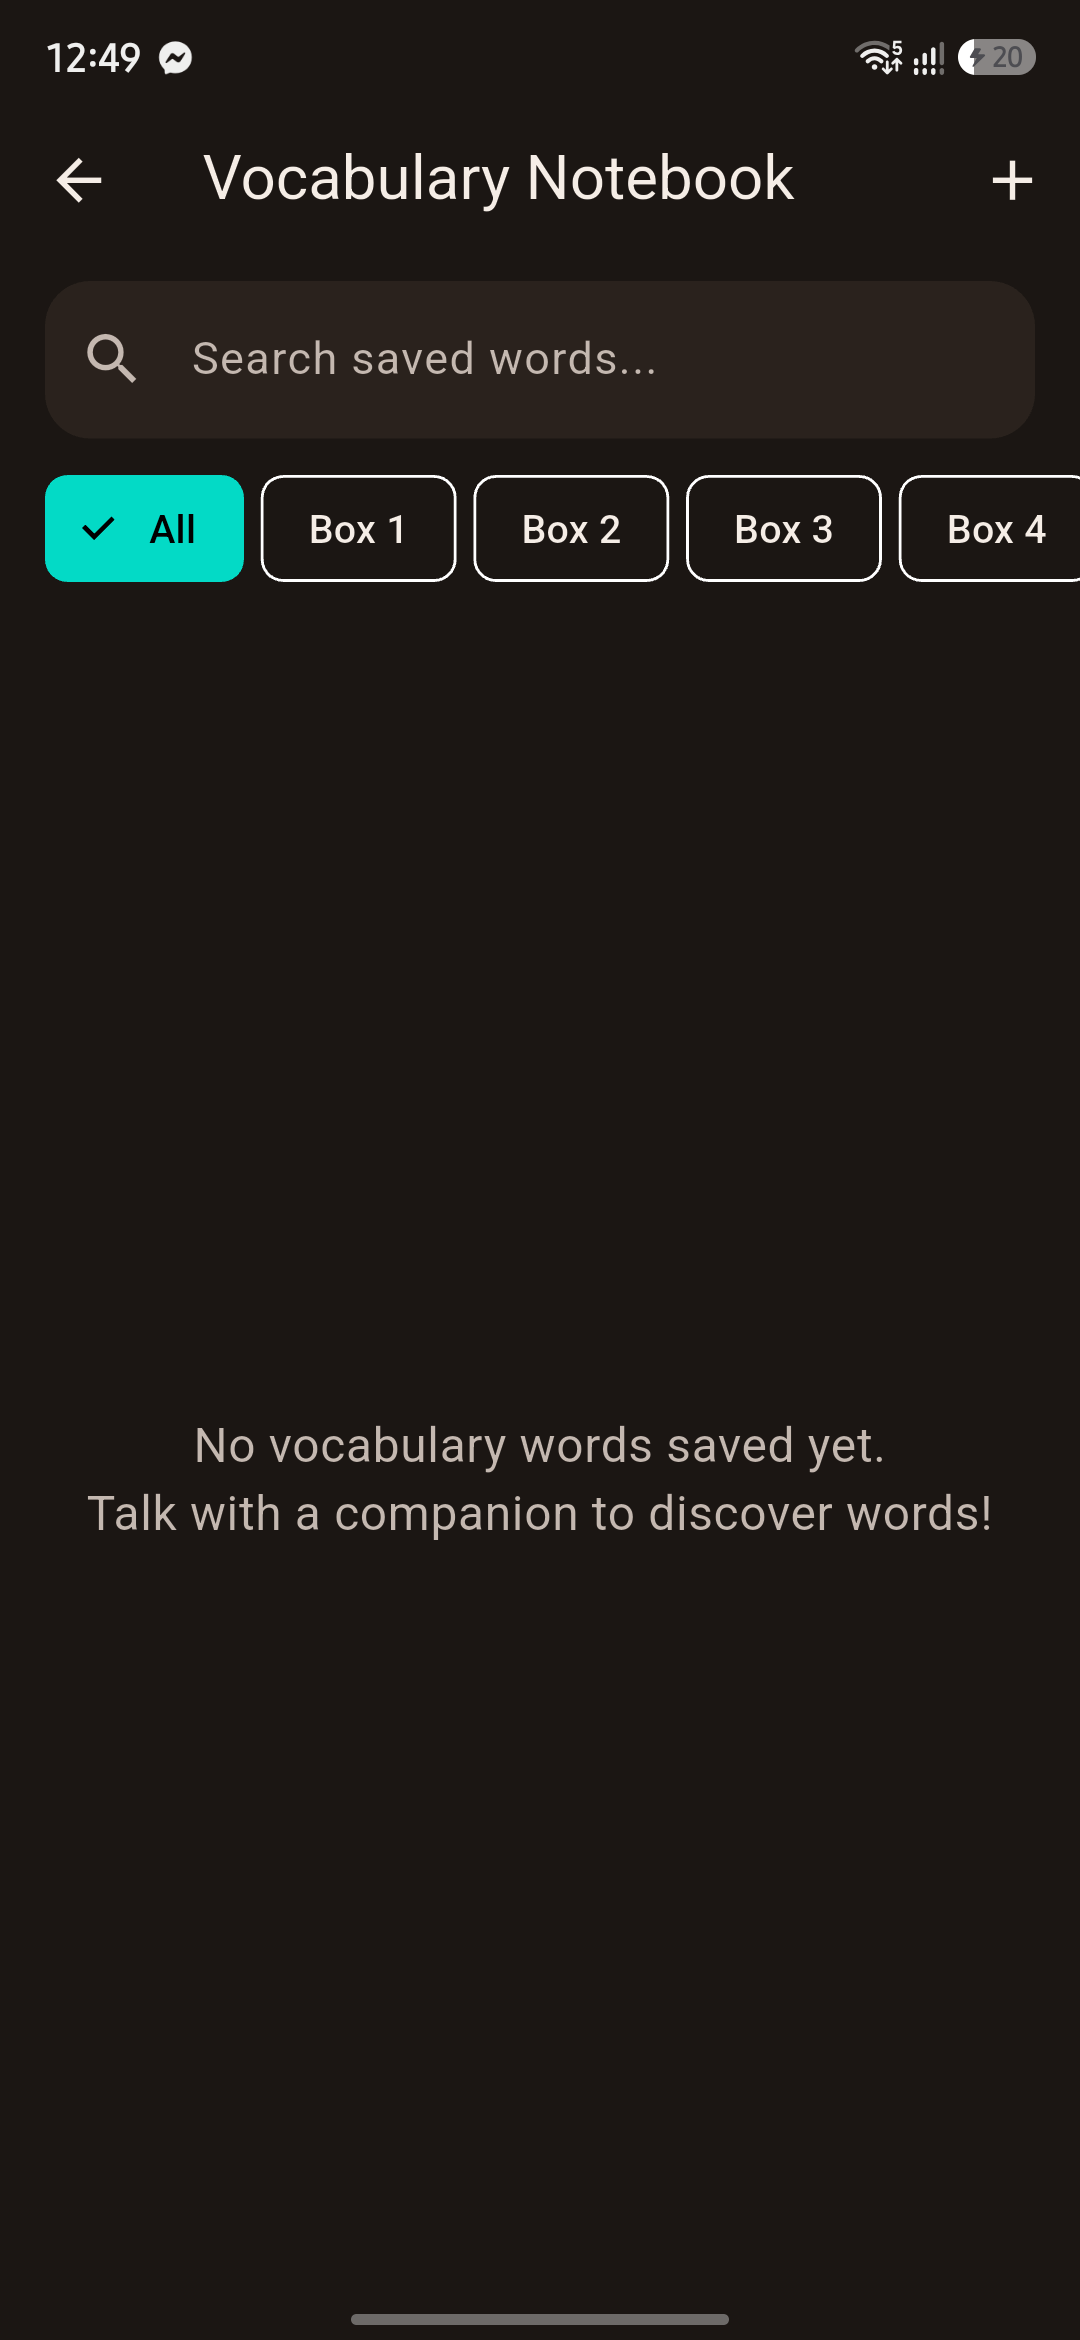 12:49
5
20
Vocabulary Notebook
Search saved words...
All Box 1 Box 2 Box 3 Box 4
No vocabulary words saved yet.
Talk with a companion to discover words!